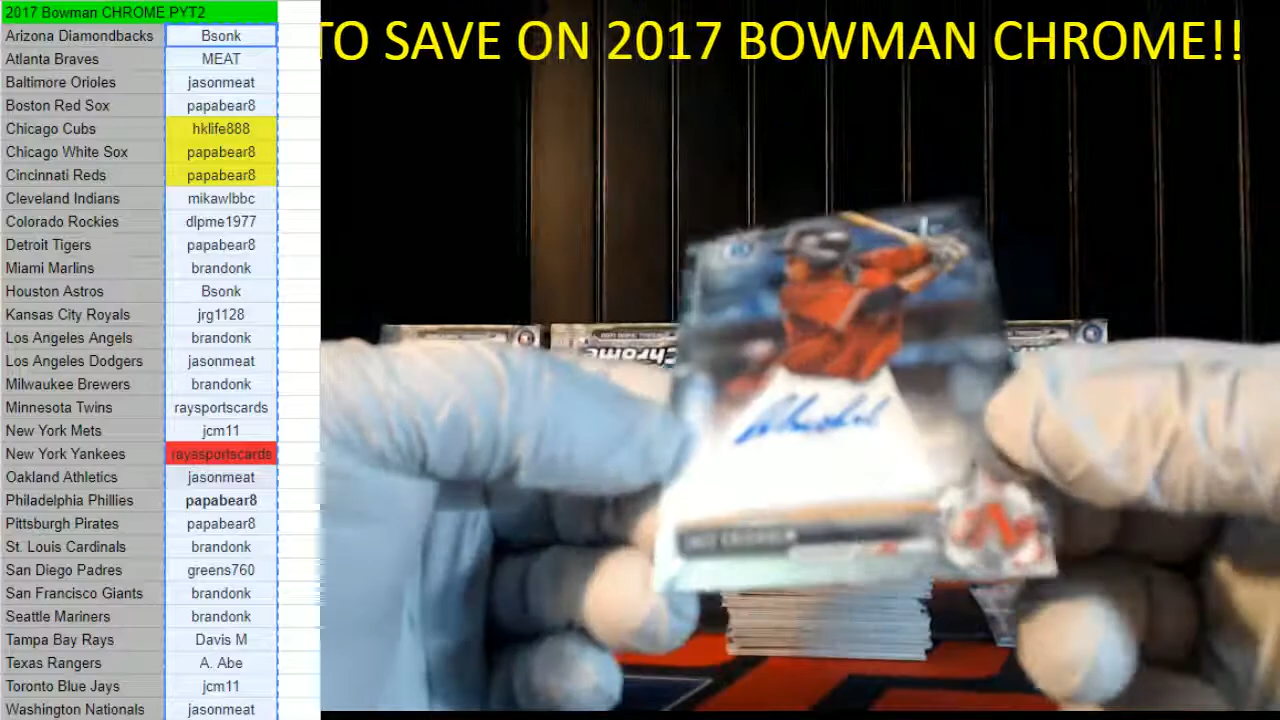 2017 Bowman CHROME PYT2
TO SAVE ON 2017 BOWMAN CHROME!!
Arizona Diamondbacks Bsonk
Atlanta Braves MEAT
Baltimore Orioles jasonmeat
Boston Red Sox papabear8
Chicago Cubs hklife888
Chicago White Sox papabear8
Cincinnati Reds papabear8
Cleveland Indians mikawlbbc
Colorado Rockies dlpme1977
Detroit Tigers papabear8
Miami Marlins brandonk
Houston Astros Bsonk
Kansas City Royals jrg1128
Los Angeles Angels brandonk
Los Angeles Dodgers jasonmeat
Milwaukee Brewers brandonk
Minnesota Twins raysportscards
New York Mets jcm11
New York Yankees rayssportscards
Oakland Athletics jasonmeat
Philadelphia Phillies papabear8
Pittsburgh Pirates papabear8
St. Louis Cardinals brandonk
San Diego Padres greens760
San Francisco Giants brandonk
Seattle Mariners brandonk
Tampa Bay Rays Davis M
Texas Rangers A. Abe
Toronto Blue Jays jcm11
Washington Nationals jasonmeat
Chrome